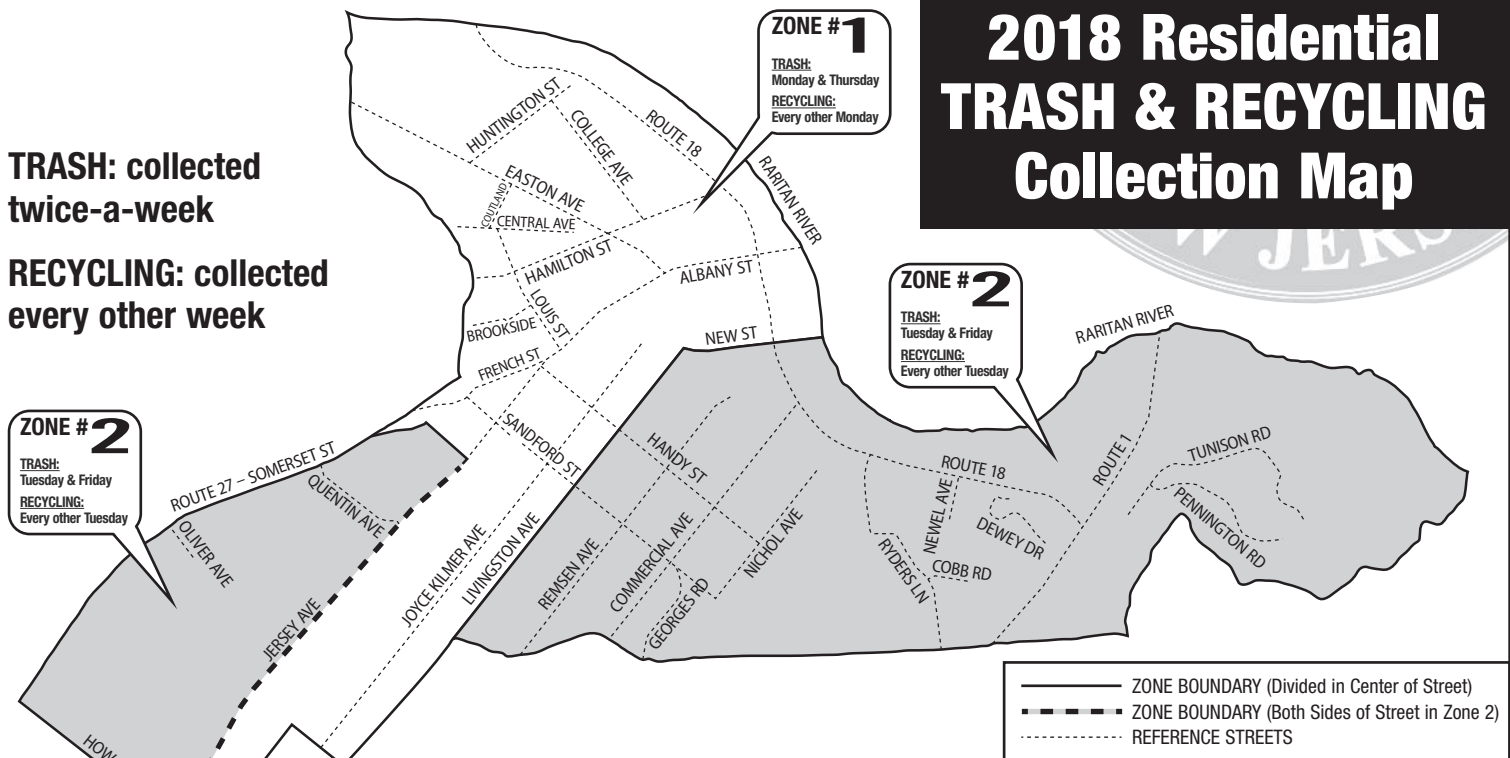 2018 Residential
TRASH & RECYCLING
Collection Map
TRASH: collected
twice-a-week
RECYCLING: collected
every other week
ZONE #1
TRASH:
Monday & Thursday
RECYCLING:
Every other Monday
ZONE #2
TRASH:
Tuesday & Friday
RECYCLING:
Every other Tuesday
ZONE #2
TRASH:
Tuesday & Friday
RECYCLING:
Every other Tuesday
HUNTINGTON ST
COLLEGE AVE
ROUTE 18
RARITAN RIVER
EASTON AVE
COUTLAND
CENTRAL AVE
HAMILTON ST
ALBANY ST
LOUIS ST
BROOKSIDE
FRENCH ST
NEW ST
RARITAN RIVER
SANDFORD ST
HANDY ST
ROUTE 27 – SOMERSET ST
QUENTIN AVE
OLIVER AVE
JERSEY AVE
JOYCE KILMER AVE
LIVINGSTON AVE
REMSEN AVE
COMMERCIAL AVE
GEORGES RD
NICHOL AVE
RYDERS LN
NEWEL AVE
ROUTE 18
DEWEY DR
COBB RD
ROUTE 1
TUNISON RD
PENNINGTON RD
HOW
W JERS
ZONE BOUNDARY (Divided in Center of Street)
ZONE BOUNDARY (Both Sides of Street in Zone 2)
REFERENCE STREETS